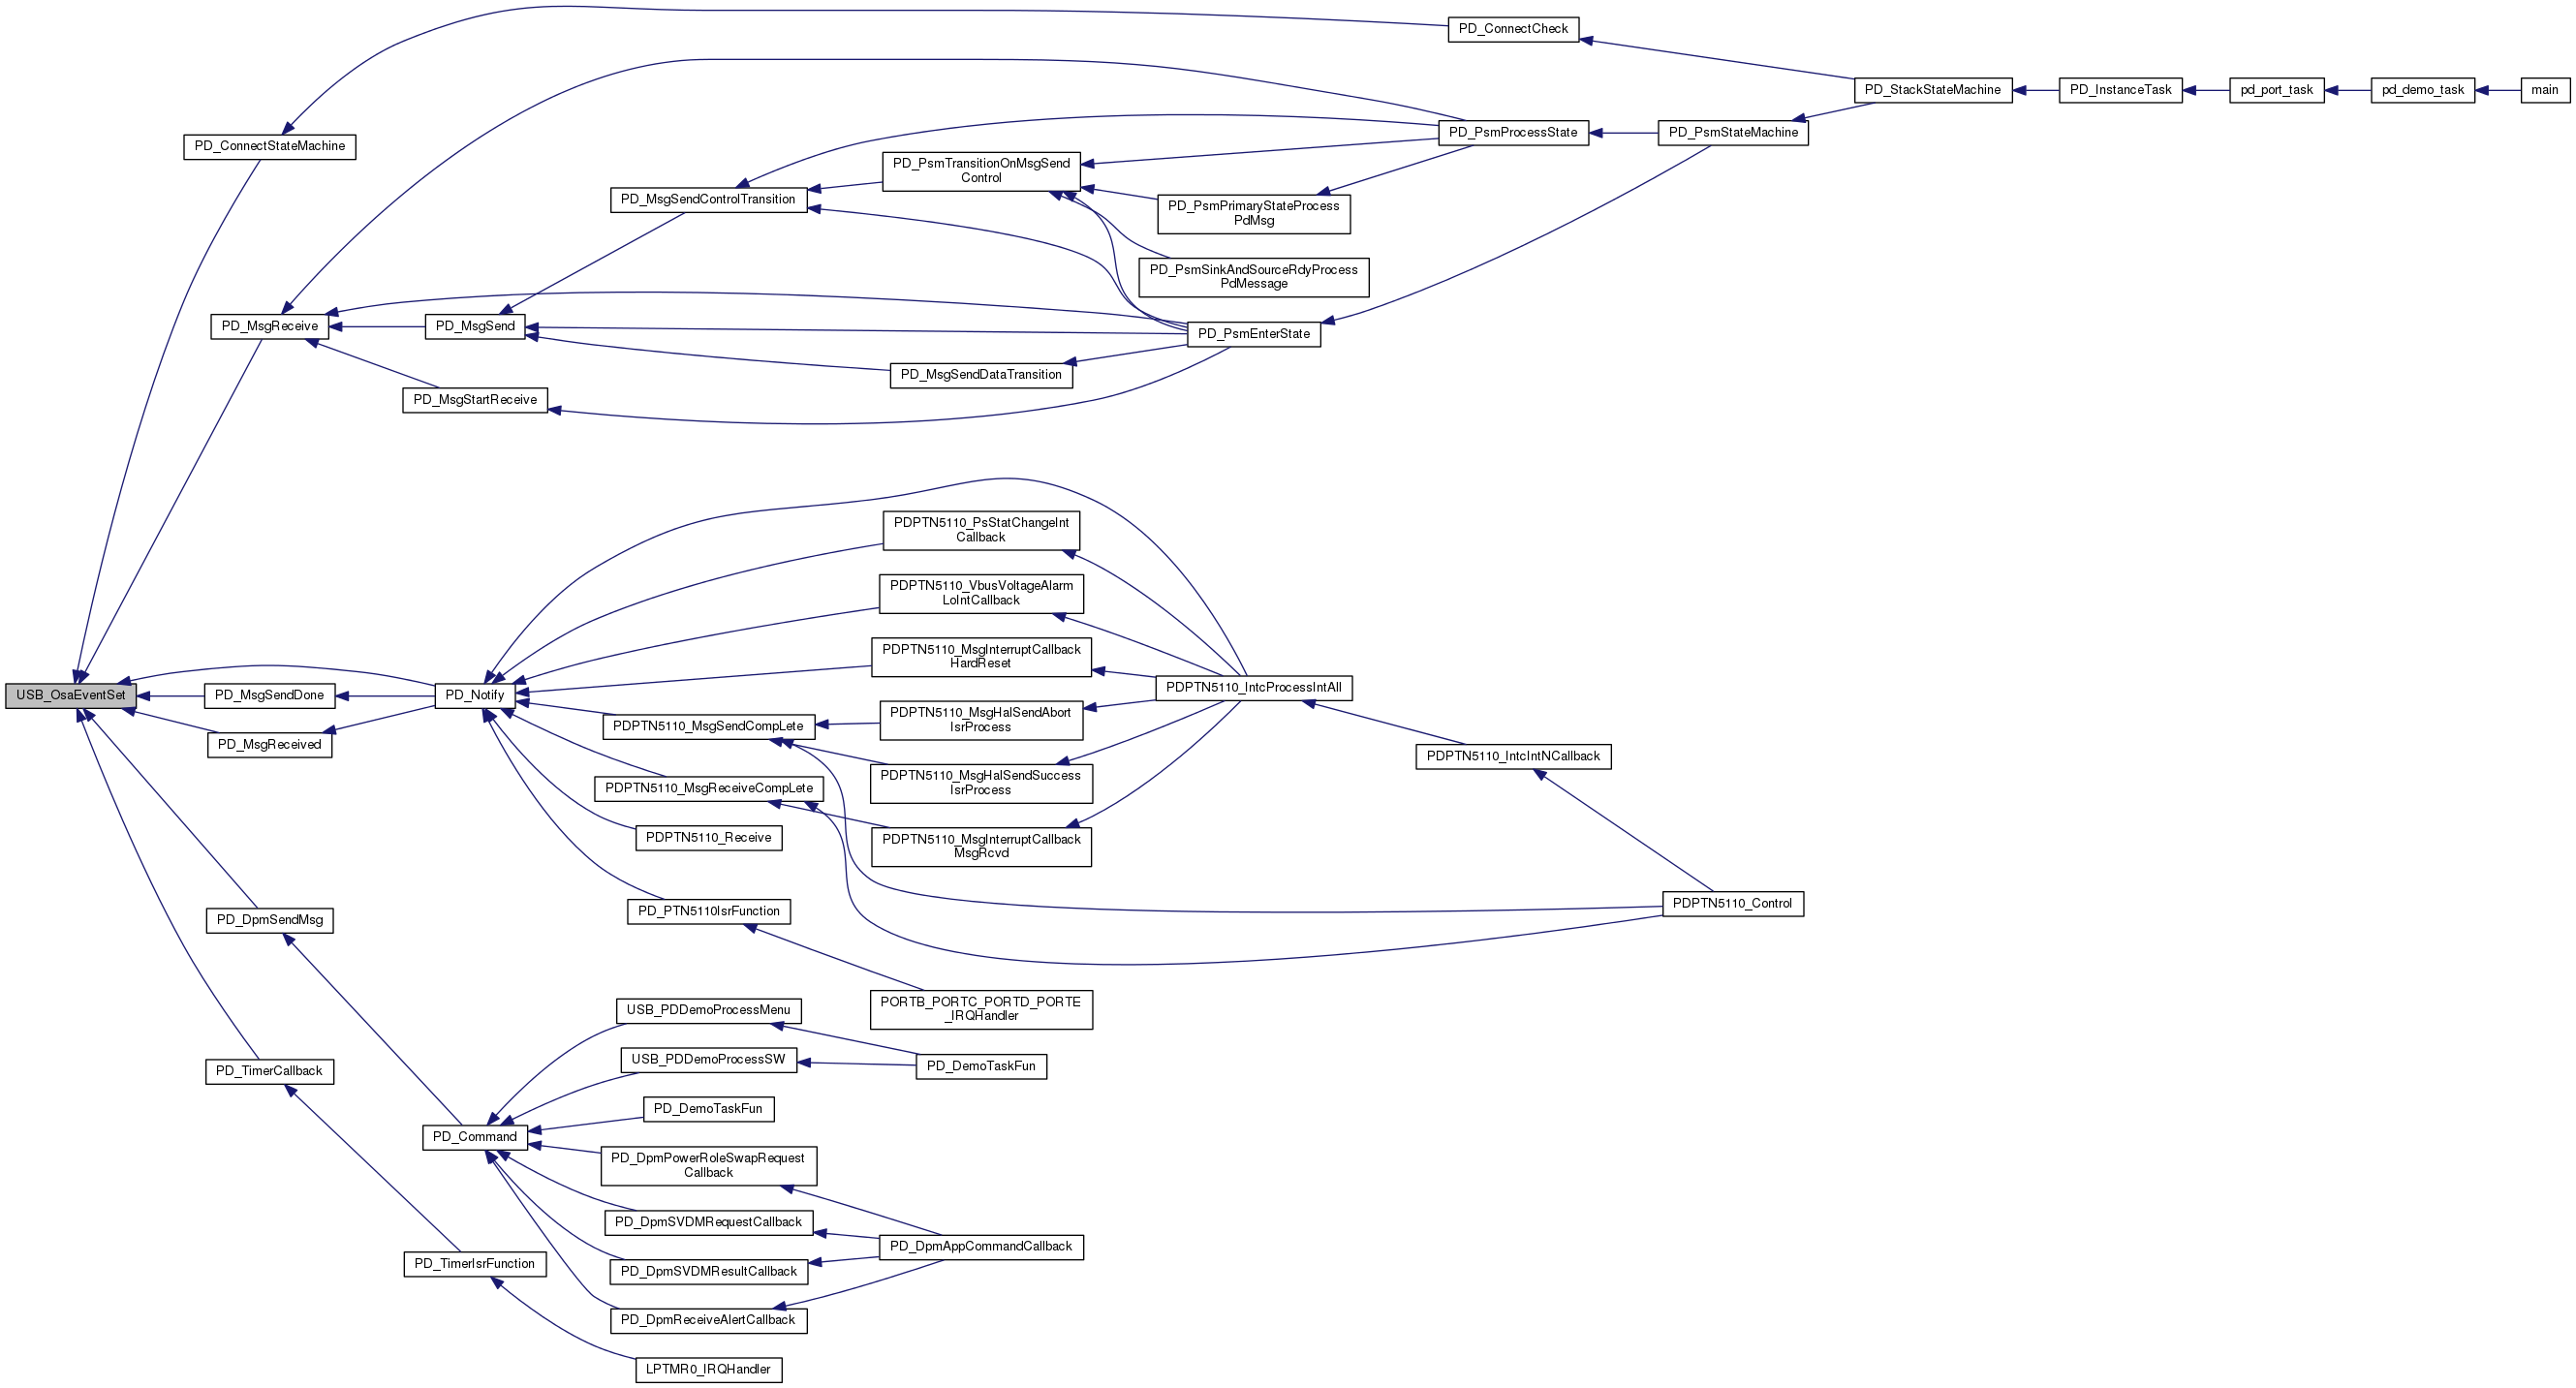 PD_ConnectCheck
PD_StackStateMachine
PD_InstanceTask
pd_port_task
pd_demo_task
main
PD_ConnectStateMachine
PD_PsmProcessState
PD_PsmStateMachine
PD_PsmTransitionOnMsgSend
Control
PD_MsgSendControlTransition
PD_PsmPrimaryStateProcess
PdMsg
PD_PsmSinkAndSourceRdyProcess
PdMessage
PD_MsgReceive
PD_MsgSend
PD_PsmEnterState
PD_MsgSendDataTransition
PD_MsgStartReceive
PDPTN5110_PsStatChangeInt
Callback
PDPTN5110_VbusVoltageAlarm
LoIntCallback
PDPTN5110_MsgInterruptCallback
HardReset
USB_OsaEventSet
PD_MsgSendDone
PD_Notify
PDPTN5110_IntcProcessIntAll
PDPTN5110_MsgSendCompLete
PDPTN5110_MsgHalSendAbort
IsrProcess
PD_MsgReceived
PDPTN5110_IntcIntNCallback
PDPTN5110_MsgHalSendSuccess
IsrProcess
PDPTN5110_MsgReceiveCompLete
PDPTN5110_Receive
PDPTN5110_MsgInterruptCallback
MsgRcvd
PD_PTN5110IsrFunction
PDPTN5110_Control
PD_DpmSendMsg
PORTB_PORTC_PORTD_PORTE
_IRQHandler
USB_PDDemoProcessMenu
USB_PDDemoProcessSW
PD_DemoTaskFun
PD_TimerCallback
PD_DemoTaskFun
PD_Command
PD_DpmPowerRoleSwapRequest
Callback
PD_DpmSVDMRequestCallback
PD_DpmAppCommandCallback
PD_TimerIsrFunction
PD_DpmSVDMResultCallback
PD_DpmReceiveAlertCallback
LPTMR0_IRQHandler